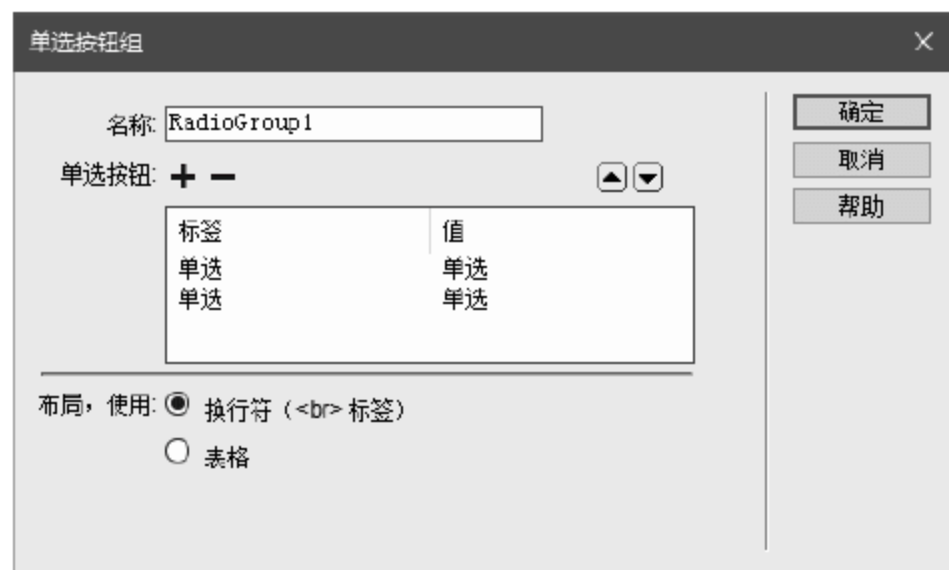 单选按钮组
名称: RadioGroup1
确定
单选按钮:
取消
帮助
标签 值
单选 单选
单选 单选
布局，使用: 换行符（<br> 标签）
表格